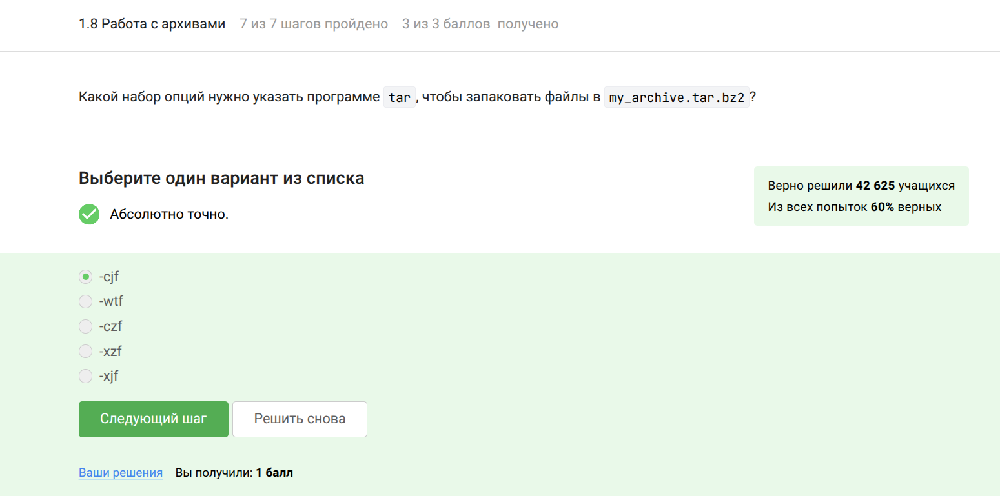 1.8 Работа с архивами 7 из 7 шагов пройдено 3 из 3 баллов получено
Какой набор опций нужно указать программе tar, чтобы запаковать файлы в my_archive.tar.bz2?
Выберите один вариант из списка
Абсолютно точно.
Верно решили 42 625 учащихся
Из всех попыток 60% верных
-cjf
-wtf
-czf
-xzf
-xjf
Следующий шаг Решить снова
Ваши решения Вы получили: 1 балл